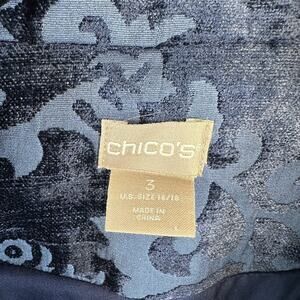 chico's
3
U.S. SIZE 16/18
MADE IN
CHINA